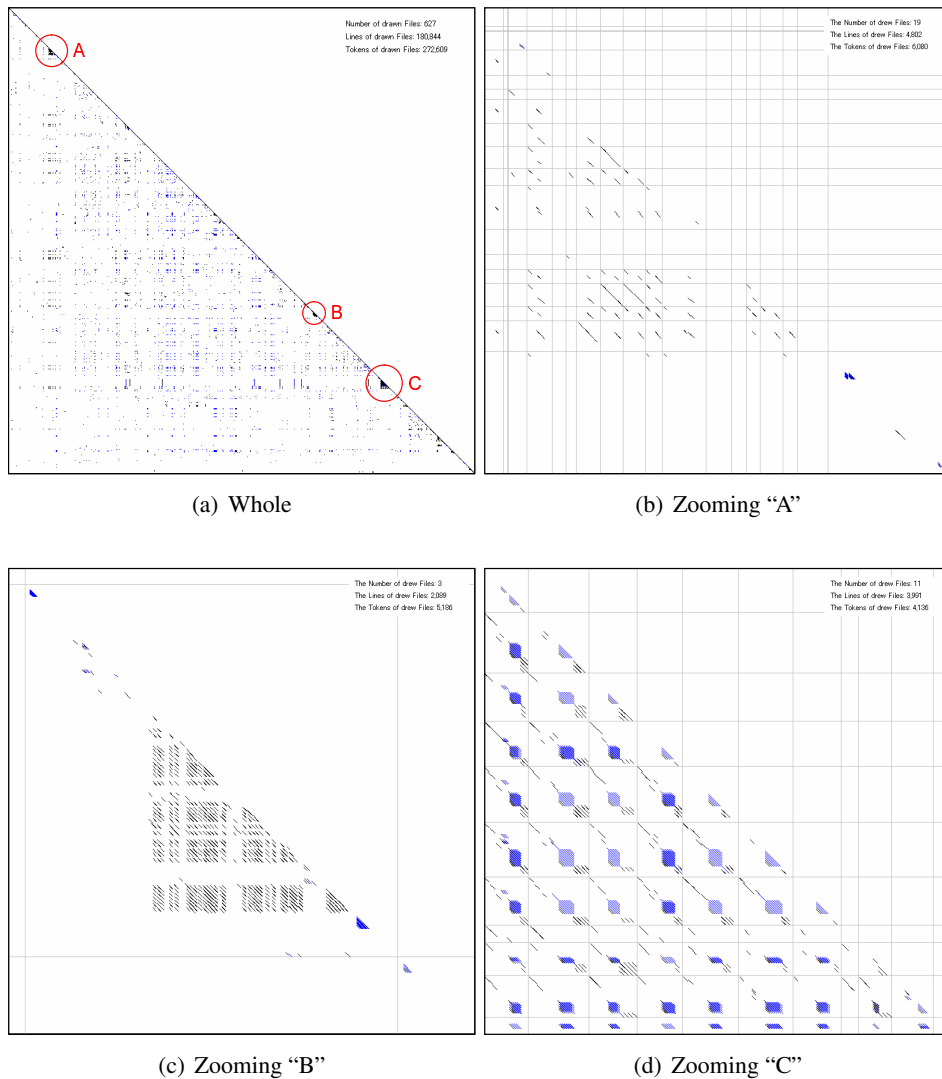 Number of drawn Files: 627
Lines of drawn Files: 180,844
Tokens of drawn Files: 272,609
A
B
C
(a) Whole
The Number of drew Files: 19
The Lines of drew Files: 4,802
The Tokens of drew Files: 6,080
(b) Zooming “A”
The Number of drew Files: 3
The Lines of drew Files: 2,089
The Tokens of drew Files: 5,186
(c) Zooming “B”
The Number of drew Files: 11
The Lines of drew Files: 3,991
The Tokens of drew Files: 4,136
(d) Zooming “C”